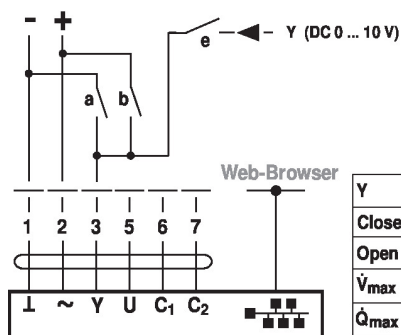 - +
Y (DC 0 ... 10 V)
e
a b
Web-Browser
1 2 3 5 6 7
⊥ ~ Y U C₁ C₂
Y
Close
Open
V̇max
Q̇max